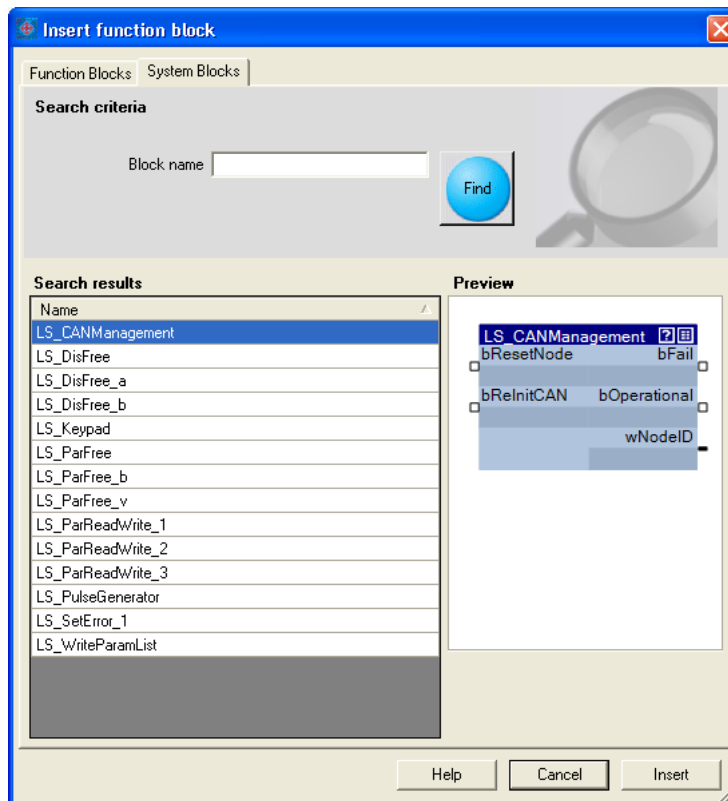 Insert function block
Function Blocks System Blocks
Search criteria
Block name
Find
Search results
Name
LS_CANManagement
LS_DisFree
LS_DisFree_a
LS_DisFree_b
LS_Keypad
LS_ParFree
LS_ParFree_b
LS_ParFree_v
LS_ParReadWrite_1
LS_ParReadWrite_2
LS_ParReadWrite_3
LS_PulseGenerator
LS_SetError_1
LS_WriteParamList
Preview
LS_CANManagement ?
bResetNode bFail
bReInitCAN bOperational
wNodeID
Help Cancel Insert